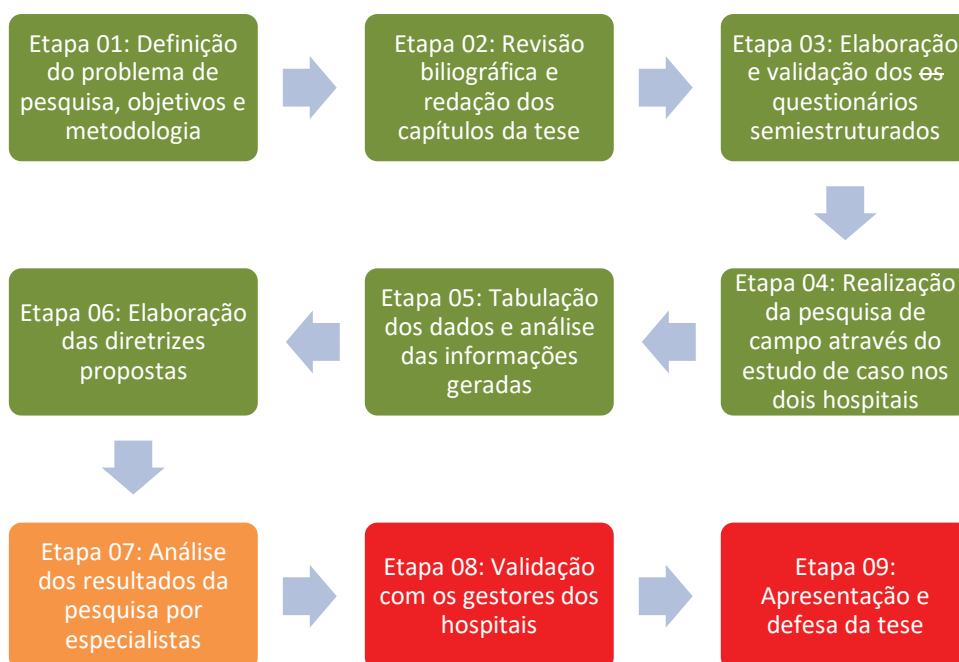 Etapa 01: Definição
do problema de
pesquisa, objetivos e
metodologia
Etapa 02: Revisão
biliográfica e
redação dos
capítulos da tese
Etapa 03: Elaboração
e validação dos os
questionários
semiestruturados
Etapa 04: Realização
da pesquisa de
campo através do
estudo de caso nos
dois hospitais
Etapa 05: Tabulação
dos dados e análise
das informações
geradas
Etapa 06: Elaboração
das diretrizes
propostas
Etapa 07: Análise
dos resultados da
pesquisa por
especialistas
Etapa 08: Validação
com os gestores dos
hospitais
Etapa 09:
Apresentação e
defesa da tese